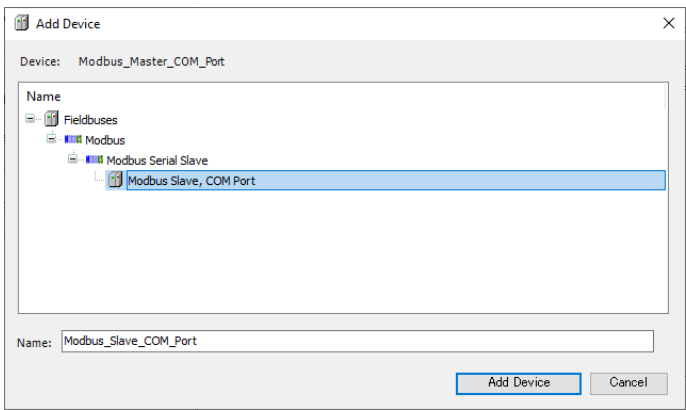 Add Device
Device: Modbus_Master_COM_Port
Name
Fieldbuses
Modbus
Modbus Serial Slave
Modbus Slave, COM Port
Name: Modbus_Slave_COM_Port
Add Device Cancel